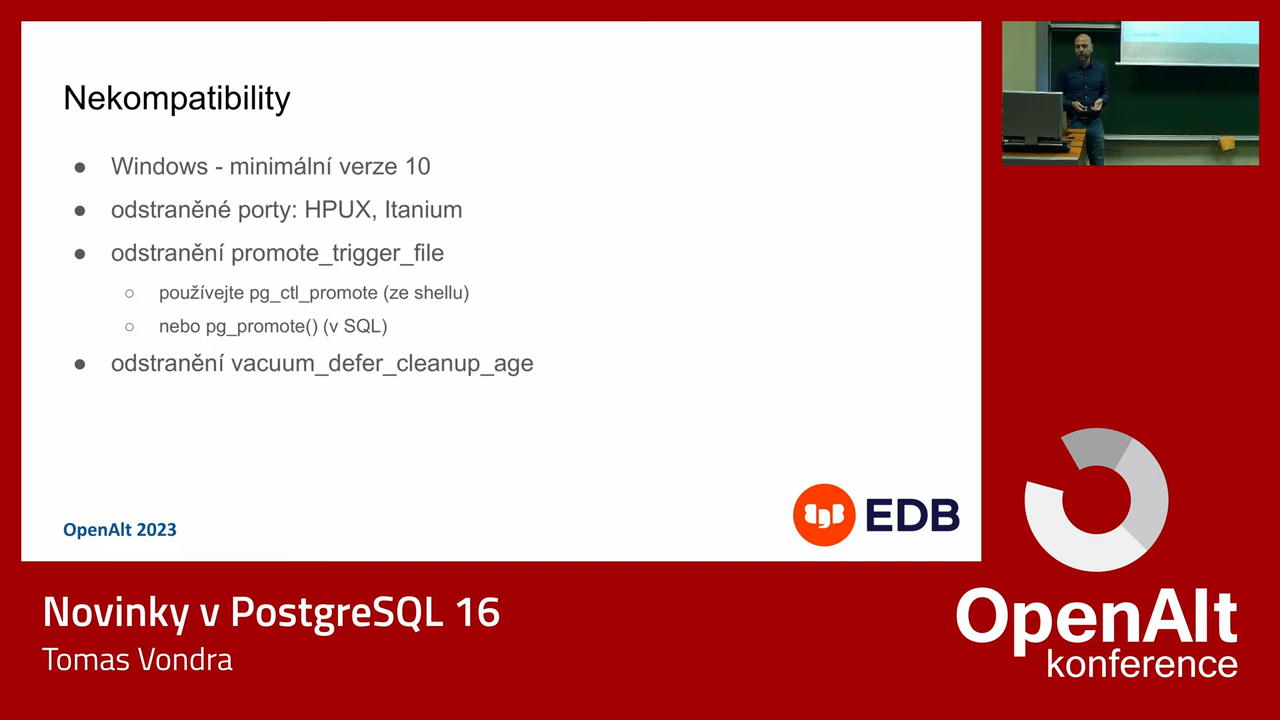 Nekompatibility
● Windows - minimální verze 10
● odstraněné porty: HPUX, Itanium
● odstranění promote_trigger_file
○ používejte pg_ctl_promote (ze shellu)
○ nebo pg_promote() (v SQL)
● odstranění vacuum_defer_cleanup_age
OpenAlt 2023
EDB
Novinky v PostgreSQL 16
Tomas Vondra
OpenAlt
konference